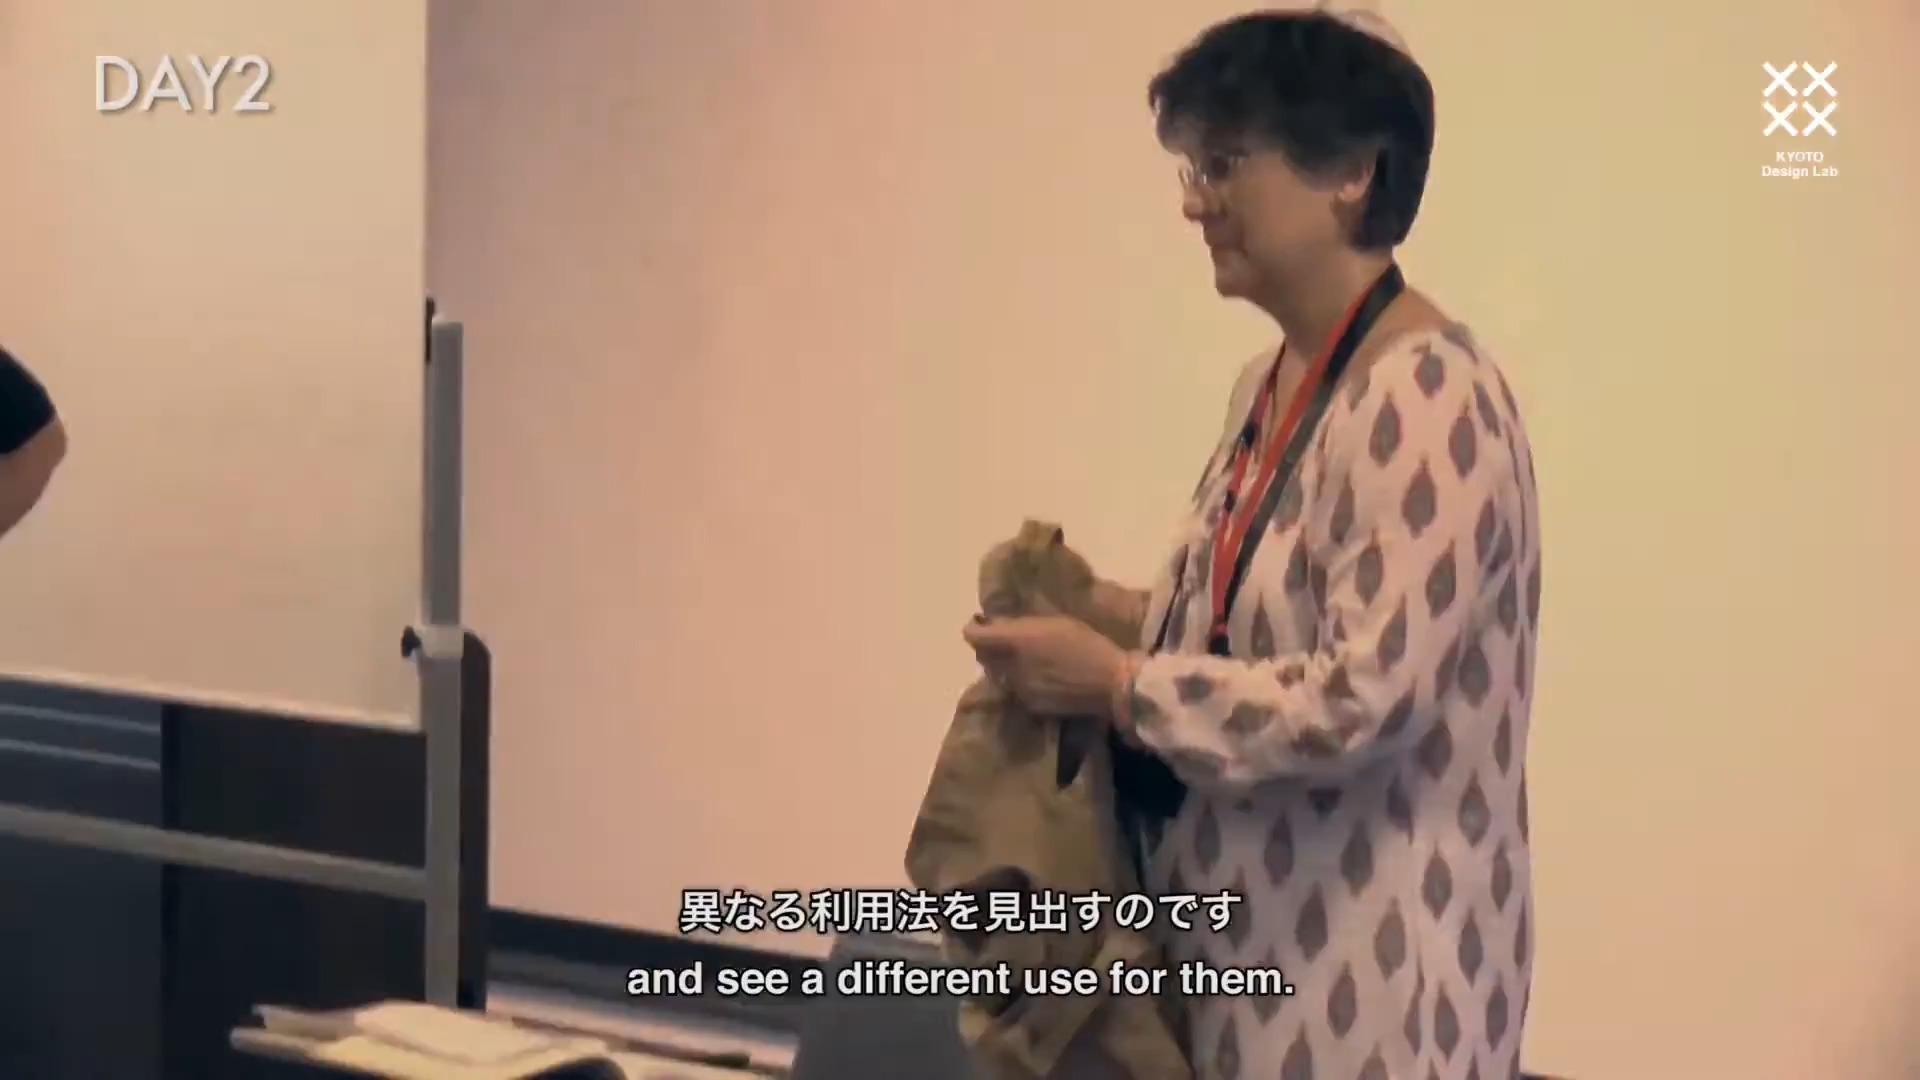 DAY2
KYOTO
Design Lab
異なる利用法を見出すのです
and see a different use for them.